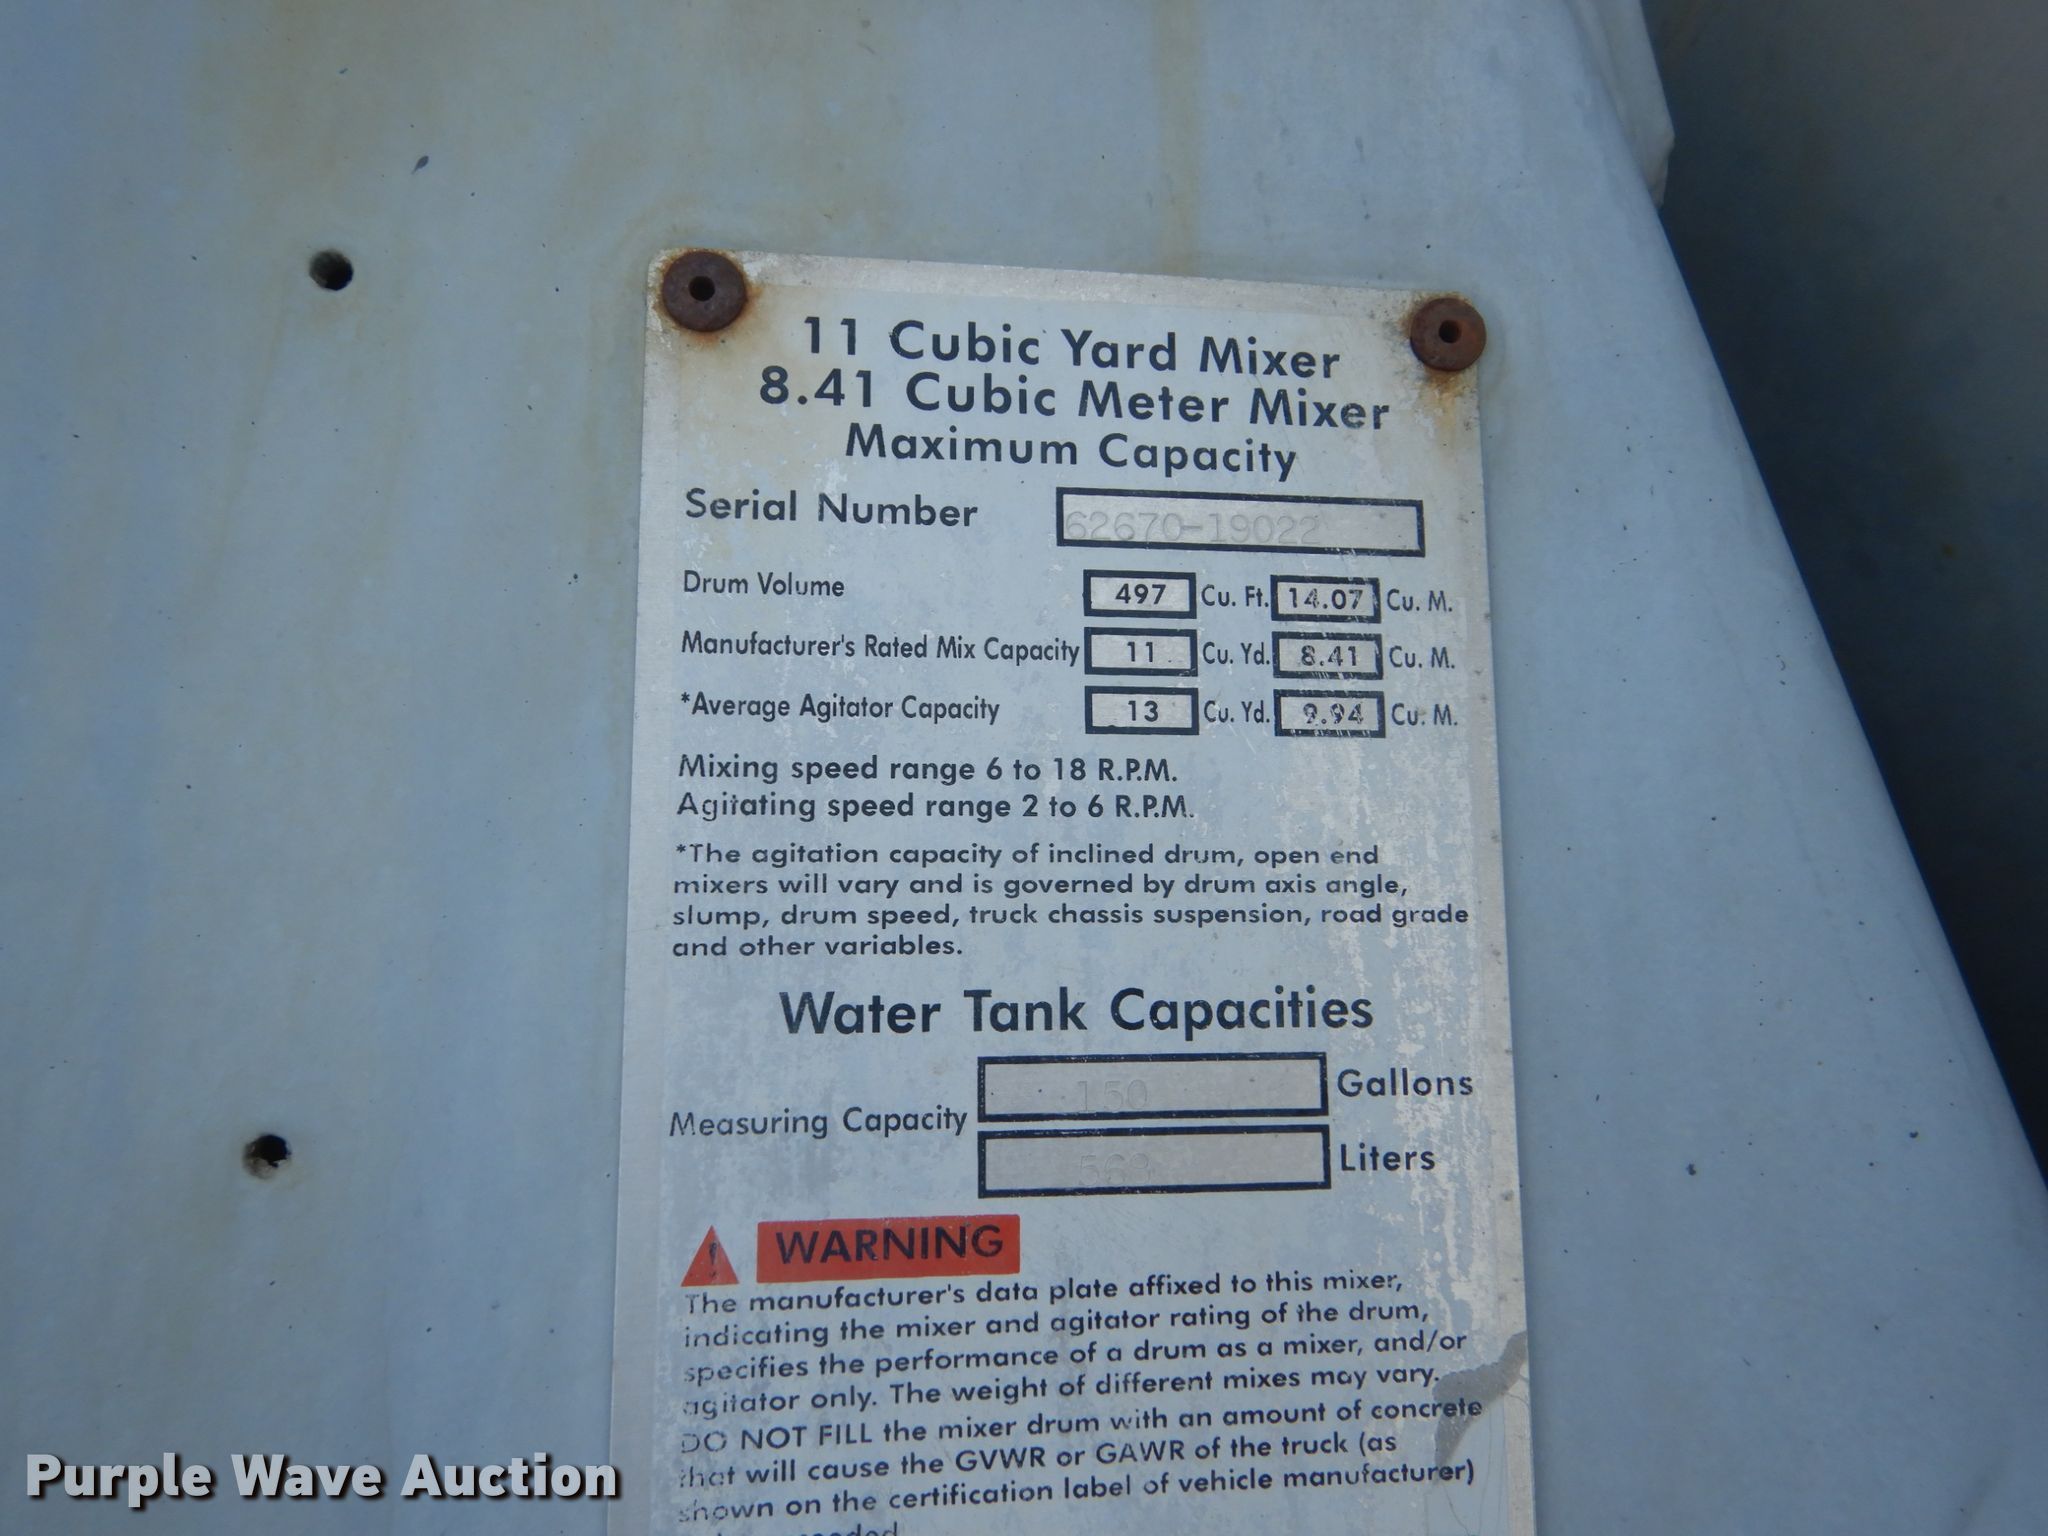 11 Cubic Yard Mixer
8.41 Cubic Meter Mixer
Maximum Capacity
Serial Number 62670-19022
Drum Volume 497 Cu. Ft. 14.07 Cu. M.
Manufacturer's Rated Mix Capacity 11 Cu. Yd. 8.41 Cu. M.
*Average Agitator Capacity 13 Cu. Yd. 9.94 Cu. M.
Mixing speed range 6 to 18 R.P.M.
Agitating speed range 2 to 6 R.P.M.
*The agitation capacity of inclined drum, open end
mixers will vary and is governed by drum axis angle,
slump, drum speed, truck chassis suspension, road grade
and other variables.
Water Tank Capacities
Measuring Capacity
150 Gallons
568 Liters
WARNING
The manufacturer's data plate affixed to this mixer,
indicating the mixer and agitator rating of the drum,
specifies the performance of a drum as a mixer, and/or
agitator only. The weight of different mixes may vary.
DO NOT FILL the mixer drum with an amount of concrete
that will cause the GVWR or GAWR of the truck (as
shown on the certification label of vehicle manufacturer)
Purple Wave Auction